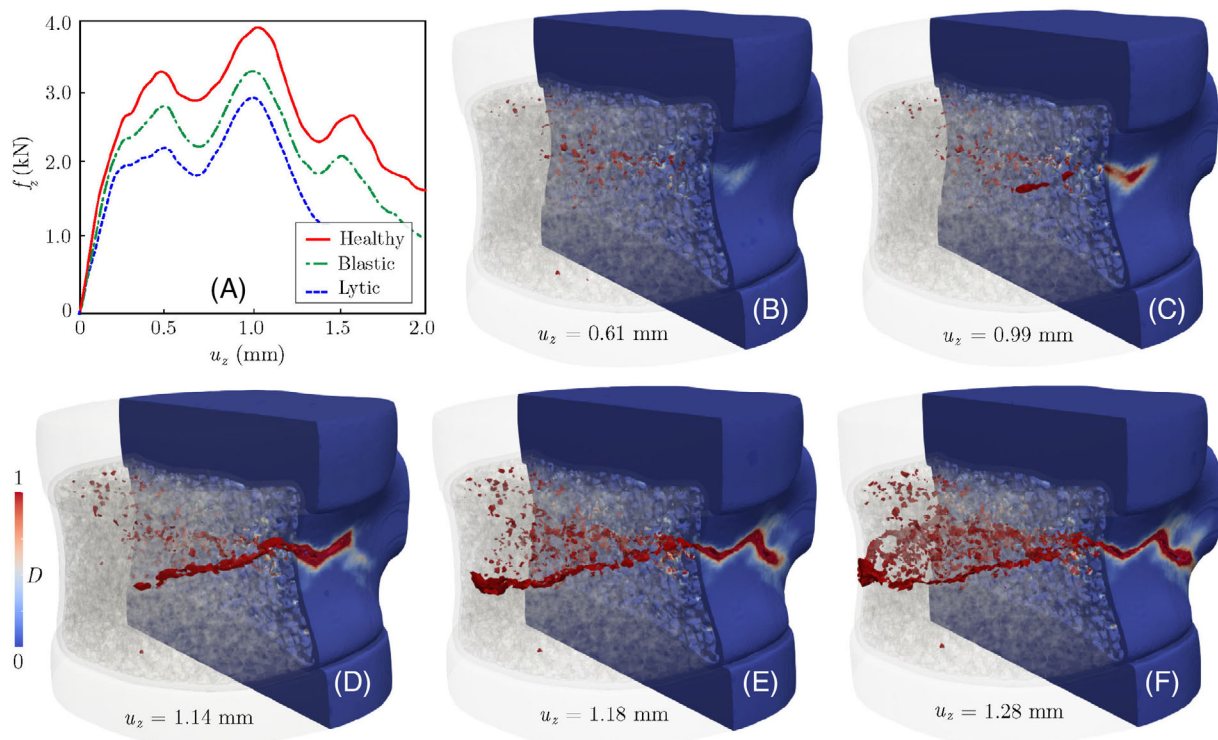 4.0
3.0
2.0
1.0
0
f_z (kN)
Healthy
Blastic
Lytic
(A)
0 0.5 1.0 1.5 2.0
u_z (mm)
(B)
u_z = 0.61 mm
(C)
u_z = 0.99 mm
1
D
0
(D)
u_z = 1.14 mm
(E)
u_z = 1.18 mm
(F)
u_z = 1.28 mm